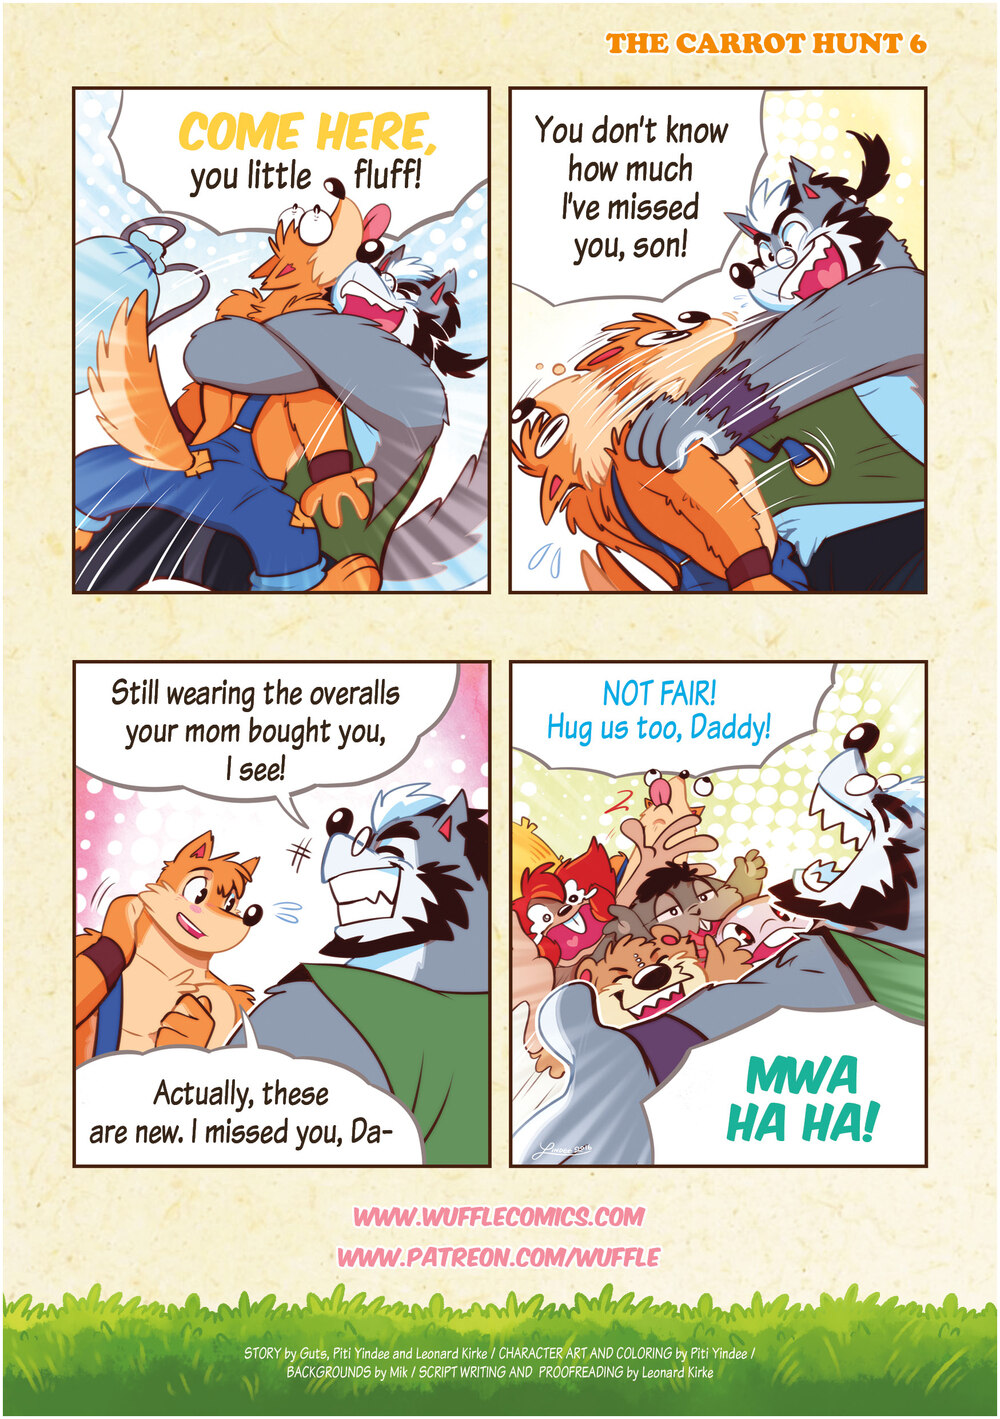 THE CARROT HUNT 6
COME HERE,
you little fluff!
You don't know
how much
I've missed
you, son!
Still wearing the overalls
your mom bought you,
I see!
Actually, these
are new. I missed you, Da-
NOT FAIR!
Hug us too, Daddy!
MWA
HA HA!
WWW.WUFFLECOMICS.COM
WWW.PATREON.COM/WUFFLE
STORY by Guts, Piti Yindee and Leonard Kirke / CHARACTER ART AND COLORING by Piti Yindee /
BACKGROUNDS by Mik / SCRIPT WRITING AND PROOFREADING by Leonard Kirke